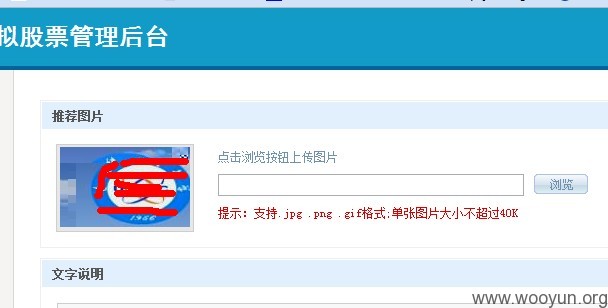 拟股票管理后台
推荐图片
点击浏览按钮上传图片
浏览
提示：支持.jpg .png .gif格式;单张图片大小不超过40K
1956
文字说明
www.wooyun.org